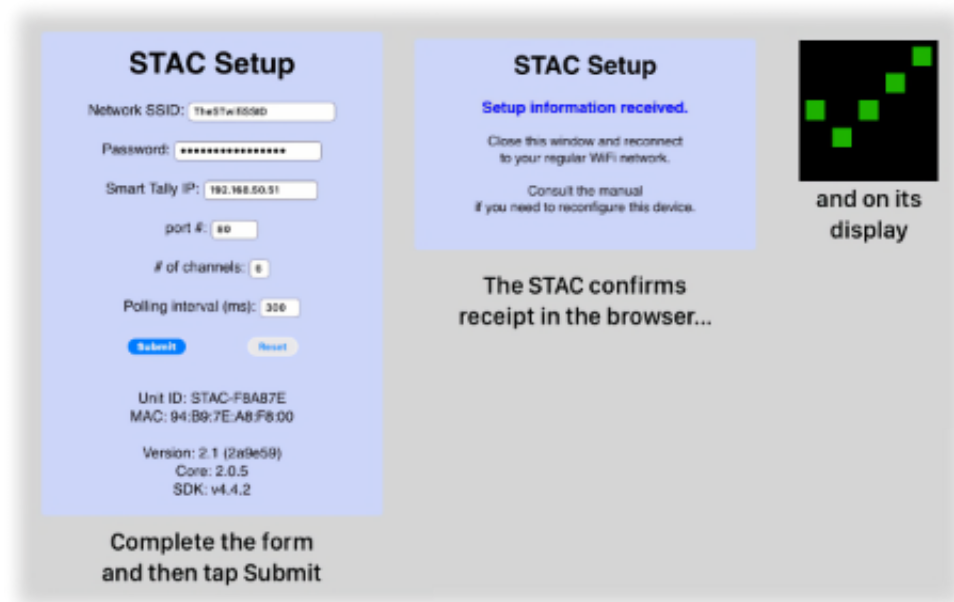 STAC Setup
Network SSID: TheSTwifiSSID
Password: ••••••••••••••••
Smart Tally IP: 192.168.50.51
port #: 80
# of channels: 6
Polling interval (ms): 300
Submit Reset
Unit ID: STAC-F8A87E
MAC: 94:B9:7E:A8:F8:00
Version: 2.1 (2a9e59)
Core: 2.0.5
SDK: v4.4.2
Complete the form
and then tap Submit
STAC Setup
Setup information received.
Close this window and reconnect
to your regular WiFi network.
Consult the manual
if you need to reconfigure this device.
The STAC confirms
receipt in the browser...
and on its
display